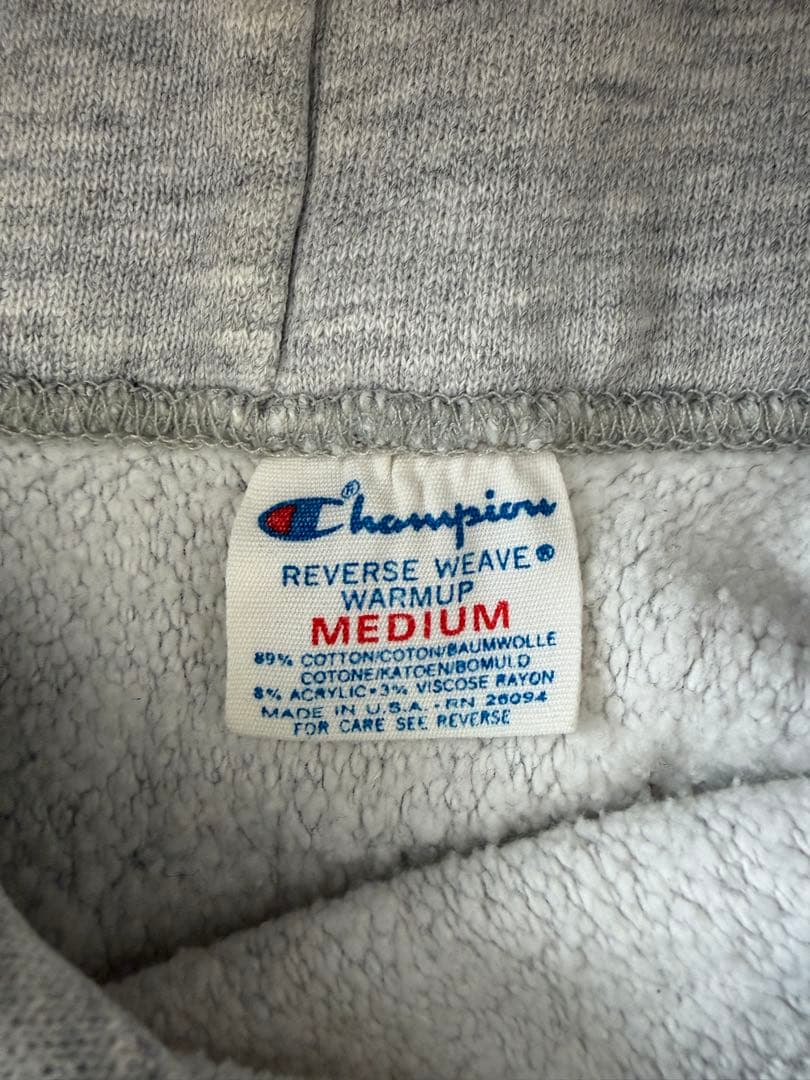 Champion®
REVERSE WEAVE®
WARMUP
MEDIUM
89% COTTON/COTON/BAUMWOLLE
COTONE/KATOEN/BOMULD
8% ACRYLIC•3% VISCOSE RAYON
MADE IN U.S.A. • RN 26094
FOR CARE SEE REVERSE